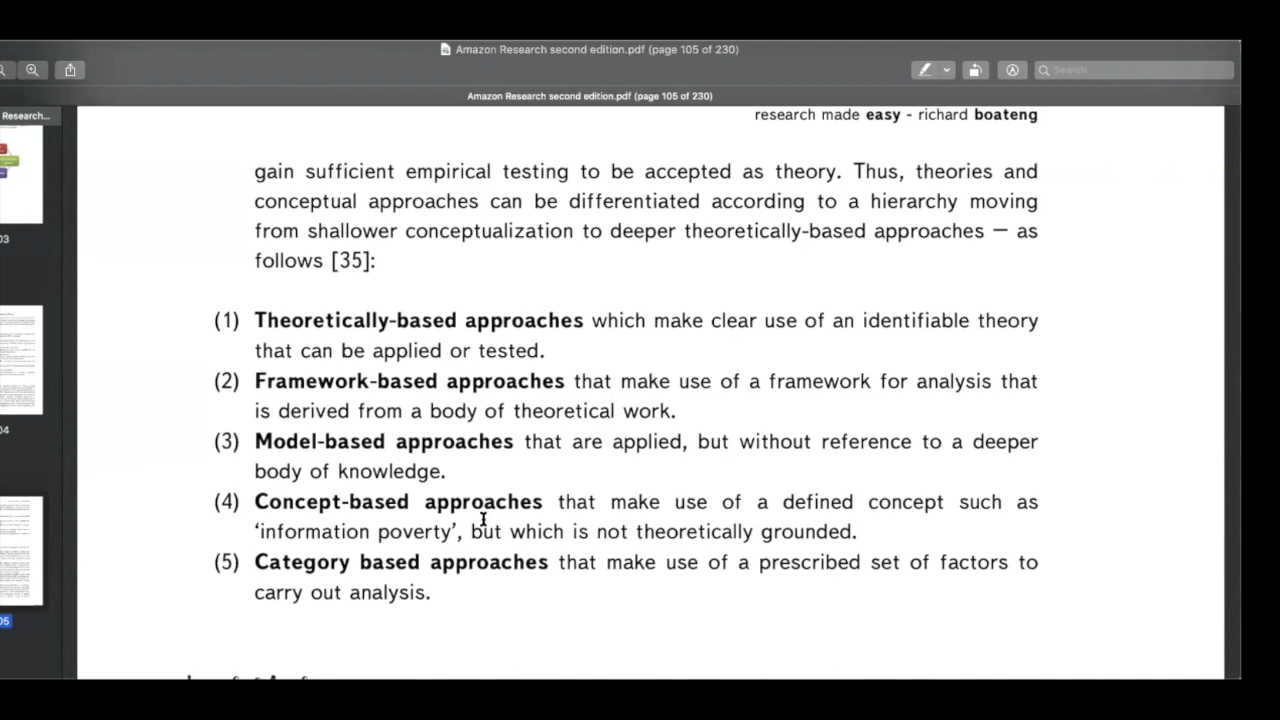 Amazon Research second edition.pdf (page 105 of 230)
Search
Amazon Research second edition.pdf (page 105 of 230)
Research...
research made easy - richard boateng
gain sufficient empirical testing to be accepted as theory. Thus, theories and
conceptual approaches can be differentiated according to a hierarchy moving
from shallower conceptualization to deeper theoretically-based approaches — as
follows [35]:
(1) Theoretically-based approaches which make clear use of an identifiable theory
that can be applied or tested.
(2) Framework-based approaches that make use of a framework for analysis that
is derived from a body of theoretical work.
(3) Model-based approaches that are applied, but without reference to a deeper
body of knowledge.
(4) Concept-based approaches that make use of a defined concept such as
‘information poverty’, but which is not theoretically grounded.
(5) Category based approaches that make use of a prescribed set of factors to
carry out analysis.
03
04
05